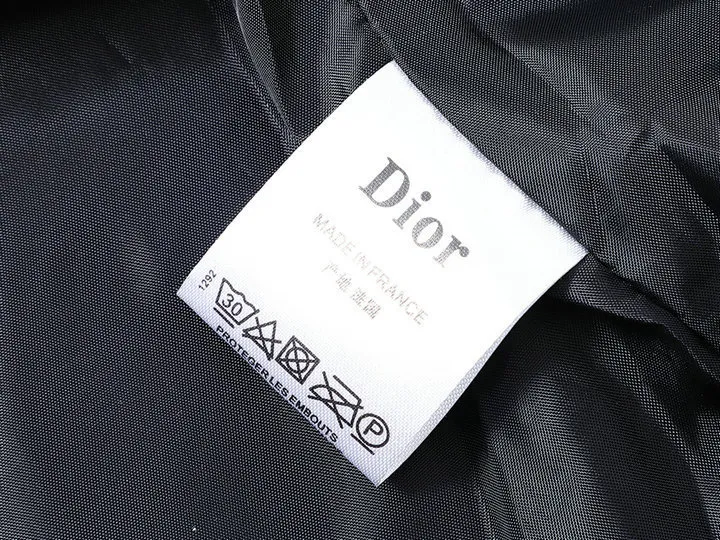 Dior
MADE IN FRANCE
产地 法国
1292
30
P
PROTEGER LES EMBOUTS